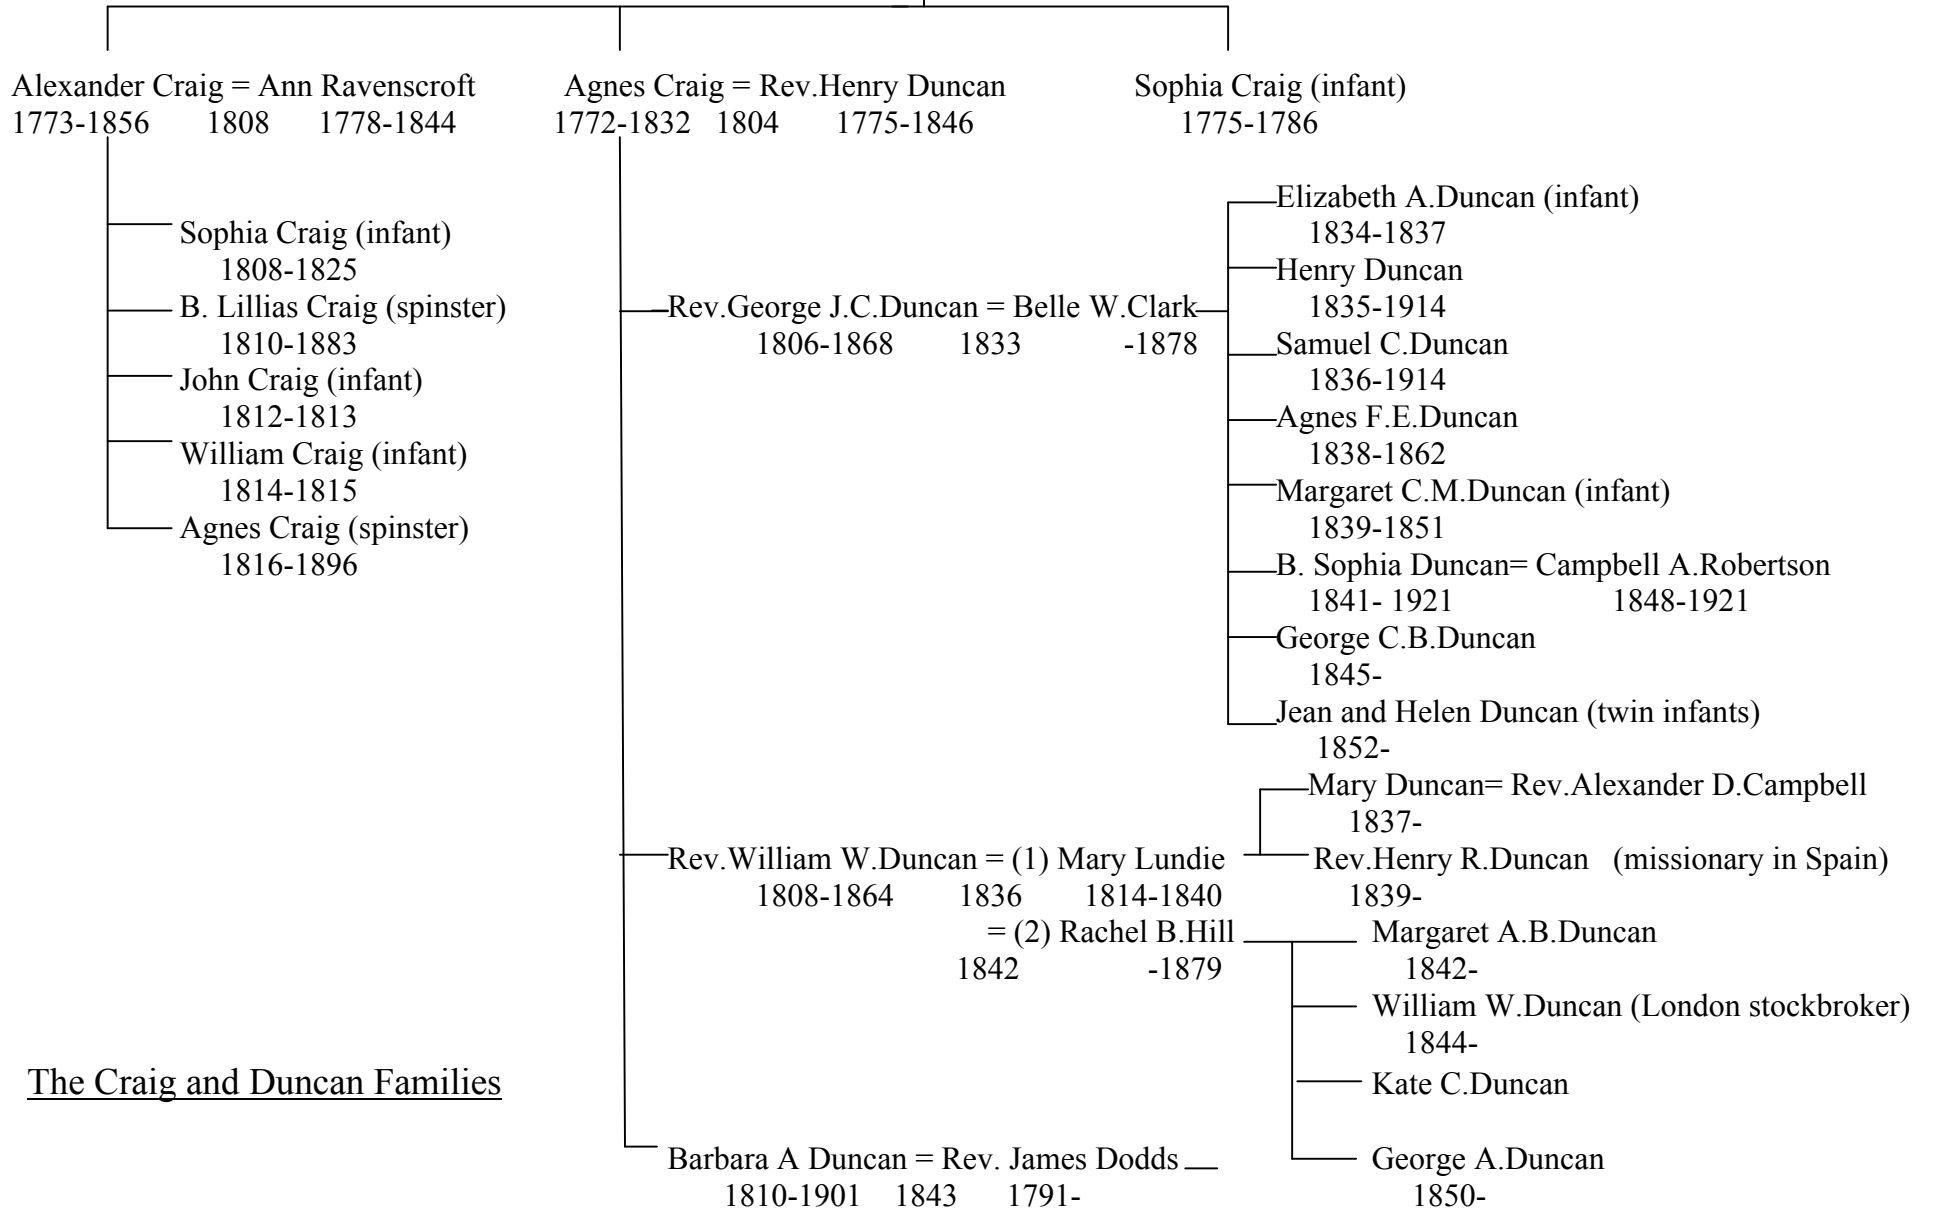 Alexander Craig = Ann Ravenscroft
1773-1856 1808 1778-1844
Agnes Craig = Rev.Henry Duncan
1772-1832 1804 1775-1846
Sophia Craig (infant)
1775-1786
Sophia Craig (infant)
1808-1825
B. Lillias Craig (spinster)
1810-1883
John Craig (infant)
1812-1813
William Craig (infant)
1814-1815
Agnes Craig (spinster)
1816-1896
Rev.George J.C.Duncan = Belle W.Clark
1806-1868 1833 -1878
Elizabeth A.Duncan (infant)
1834-1837
Henry Duncan
1835-1914
Samuel C.Duncan
1836-1914
Agnes F.E.Duncan
1838-1862
Margaret C.M.Duncan (infant)
1839-1851
B. Sophia Duncan= Campbell A.Robertson
1841- 1921 1848-1921
George C.B.Duncan
1845-
Jean and Helen Duncan (twin infants)
1852-
Rev.William W.Duncan = (1) Mary Lundie
1808-1864 1836 1814-1840
Mary Duncan= Rev.Alexander D.Campbell
1837-
Rev.Henry R.Duncan (missionary in Spain)
1839-
= (2) Rachel B.Hill
1842 -1879
Margaret A.B.Duncan
1842-
William W.Duncan (London stockbroker)
1844-
Kate C.Duncan
George A.Duncan
1850-
Barbara A Duncan = Rev. James Dodds
1810-1901 1843 1791-
The Craig and Duncan Families